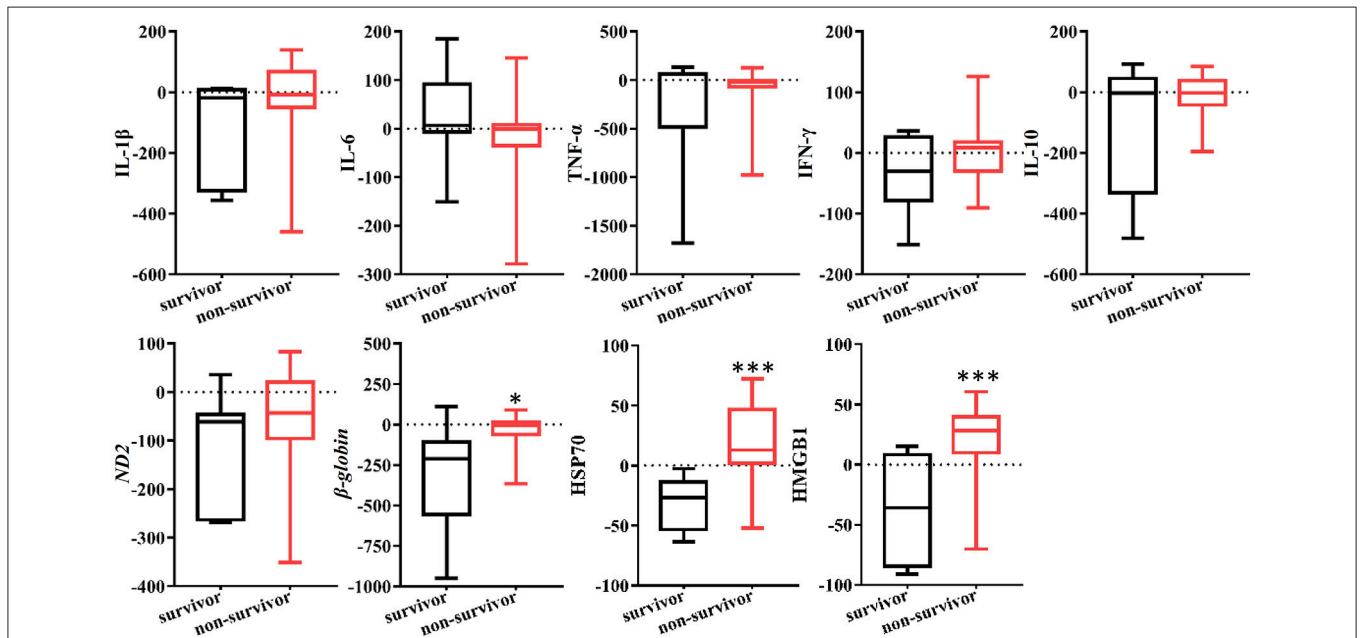 IL-1β
200
0
-200
-400
-600
survivor
non-survivor
IL-6
200
100
0
-100
-200
-300
survivor
non-survivor
TNF-α
500
0
-500
-1000
-1500
-2000
survivor
non-survivor
IFN-γ
200
100
0
-100
-200
survivor
non-survivor
IL-10
200
0
-200
-400
-600
survivor
non-survivor
ND2
100
0
-100
-200
-300
-400
survivor
non-survivor
β-globin
500
250
0
-250
-500
-750
-1000
*
survivor
non-survivor
HSP70
100
50
0
-50
-100
***
survivor
non-survivor
HMGB1
100
50
0
-50
-100
***
survivor
non-survivor